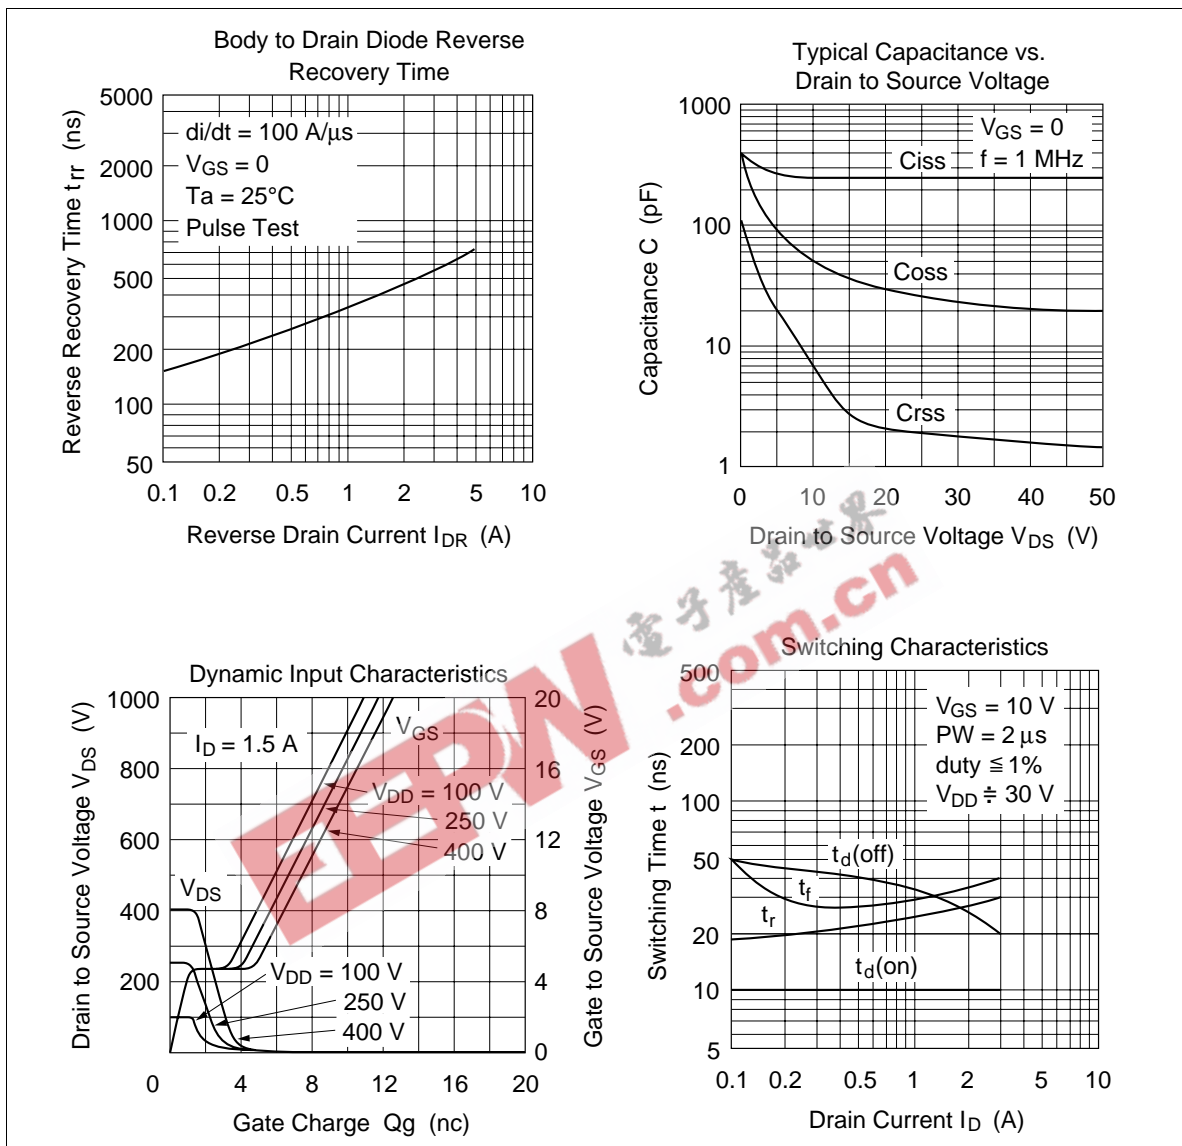 Body to Drain Diode Reverse
Recovery Time
Reverse Recovery Time trr (ns)
5000
2000
1000
500
200
100
50
di/dt = 100 A/µs
VGS = 0
Ta = 25°C
Pulse Test
0.1 0.2 0.5 1 2 5 10
Reverse Drain Current IDR (A)
Typical Capacitance vs.
Drain to Source Voltage
Capacitance C (pF)
1000
100
10
1
VGS = 0
f = 1 MHz
Ciss
Coss
Crss
0 10 20 30 40 50
Drain to Source Voltage VDS (V)
電子產品世界
EEPW
.com.cn
Dynamic Input Characteristics
Drain to Source Voltage VDS (V)
1000
800
600
400
200
ID = 1.5 A
VGS
VDD = 100 V
250 V
400 V
VDS
VDD = 100 V
250 V
400 V
20
16
12
8
4
0
Gate to Source Voltage VGS (V)
0 4 8 12 16 20
Gate Charge Qg (nc)
Switching Characteristics
Switching Time t (ns)
500
200
100
50
20
10
5
VGS = 10 V
PW = 2 µs
duty ≦ 1%
VDD ≑ 30 V
td(off)
tf
tr
td(on)
0.1 0.2 0.5 1 2 5 10
Drain Current ID (A)